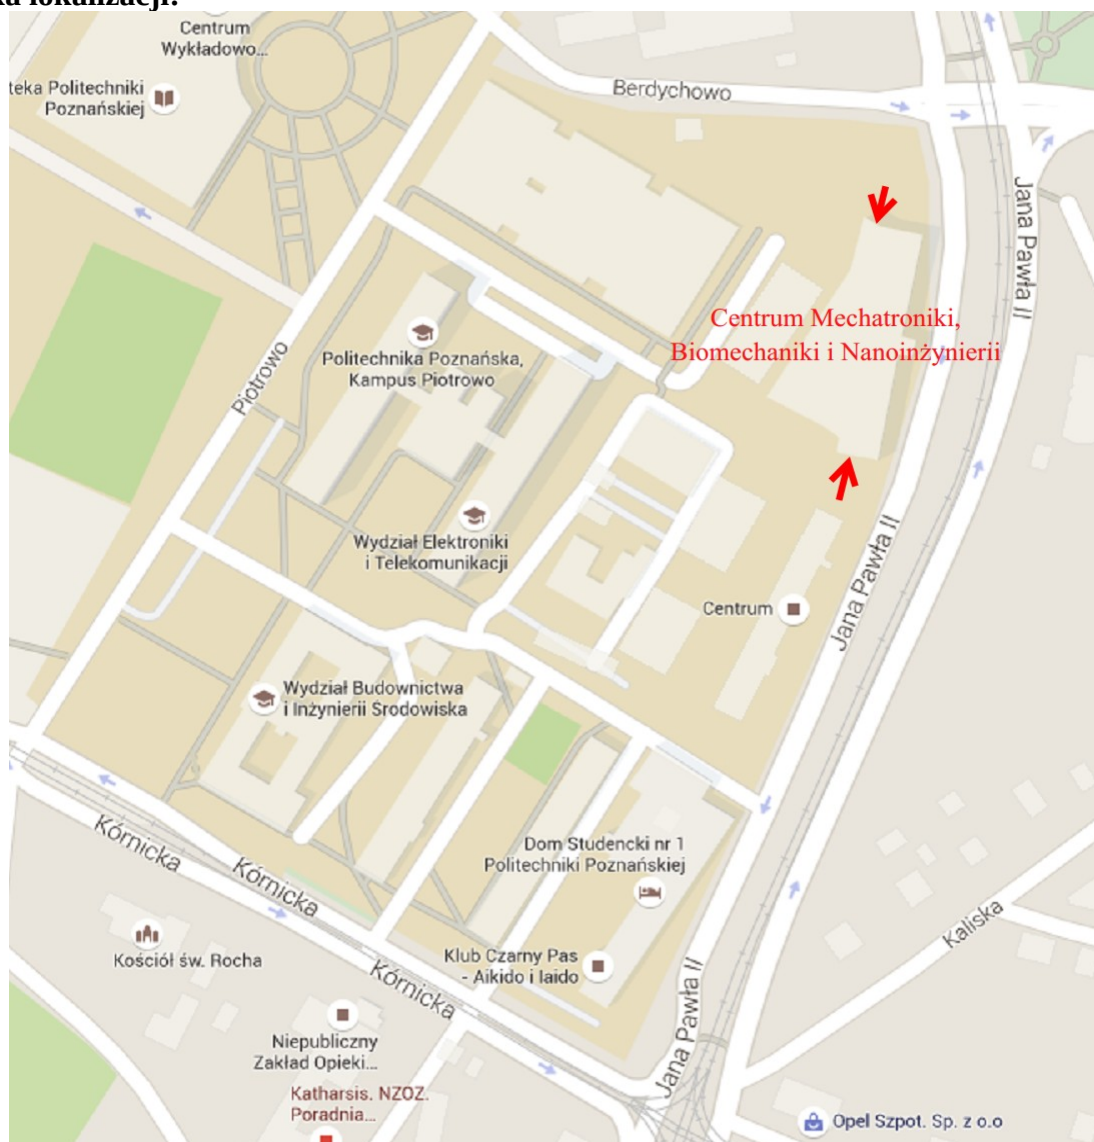 lokalizacji:
Centrum
Wykładowo...
teka Politechniki
Poznańskiej
Berdychowo
Jana Pawła II
Centrum Mechatroniki,
Biomechaniki i Nanoinżynierii
Politechnika Poznańska,
Kampus Piotrowo
Piotrowo
Wydział Elektroniki
i Telekomunikacji
Jana Pawła II
Centrum
Wydział Budownictwa
i Inżynierii Środowiska
Dom Studencki nr 1
Politechniki Poznańskiej
Kórnicka
Kórnicka
Kaliska
Kościół św. Rocha
Klub Czarny Pas
- Aikido i Iaido
Kórnicka
Jana Pawła II
Niepubliczny
Zakład Opieki...
Katharsis. NZOZ.
Poradnia...
Opel Szpot. Sp. z o.o